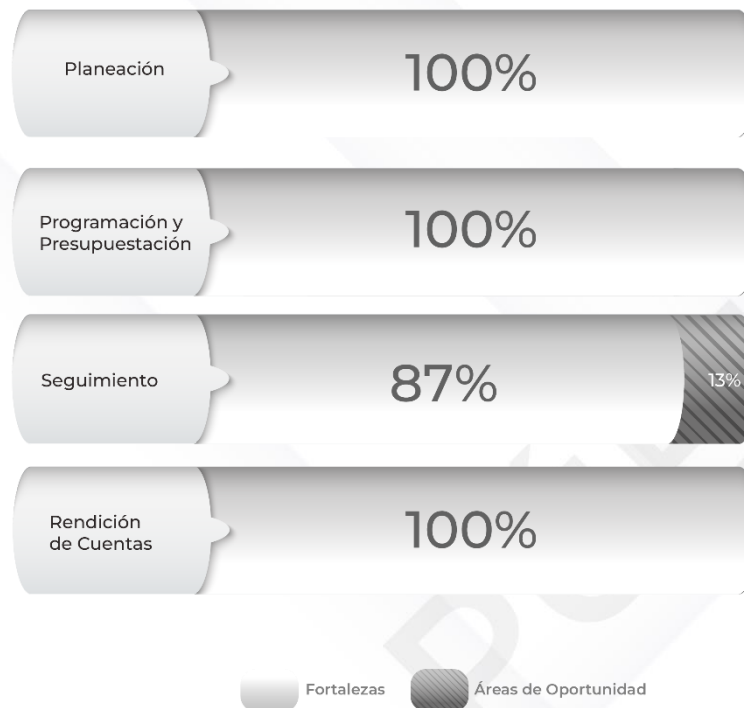 Planeación
100%
Programación y
Presupuestación
100%
Seguimiento
87%
13%
Rendición
de Cuentas
100%
Fortalezas
Áreas de Oportunidad